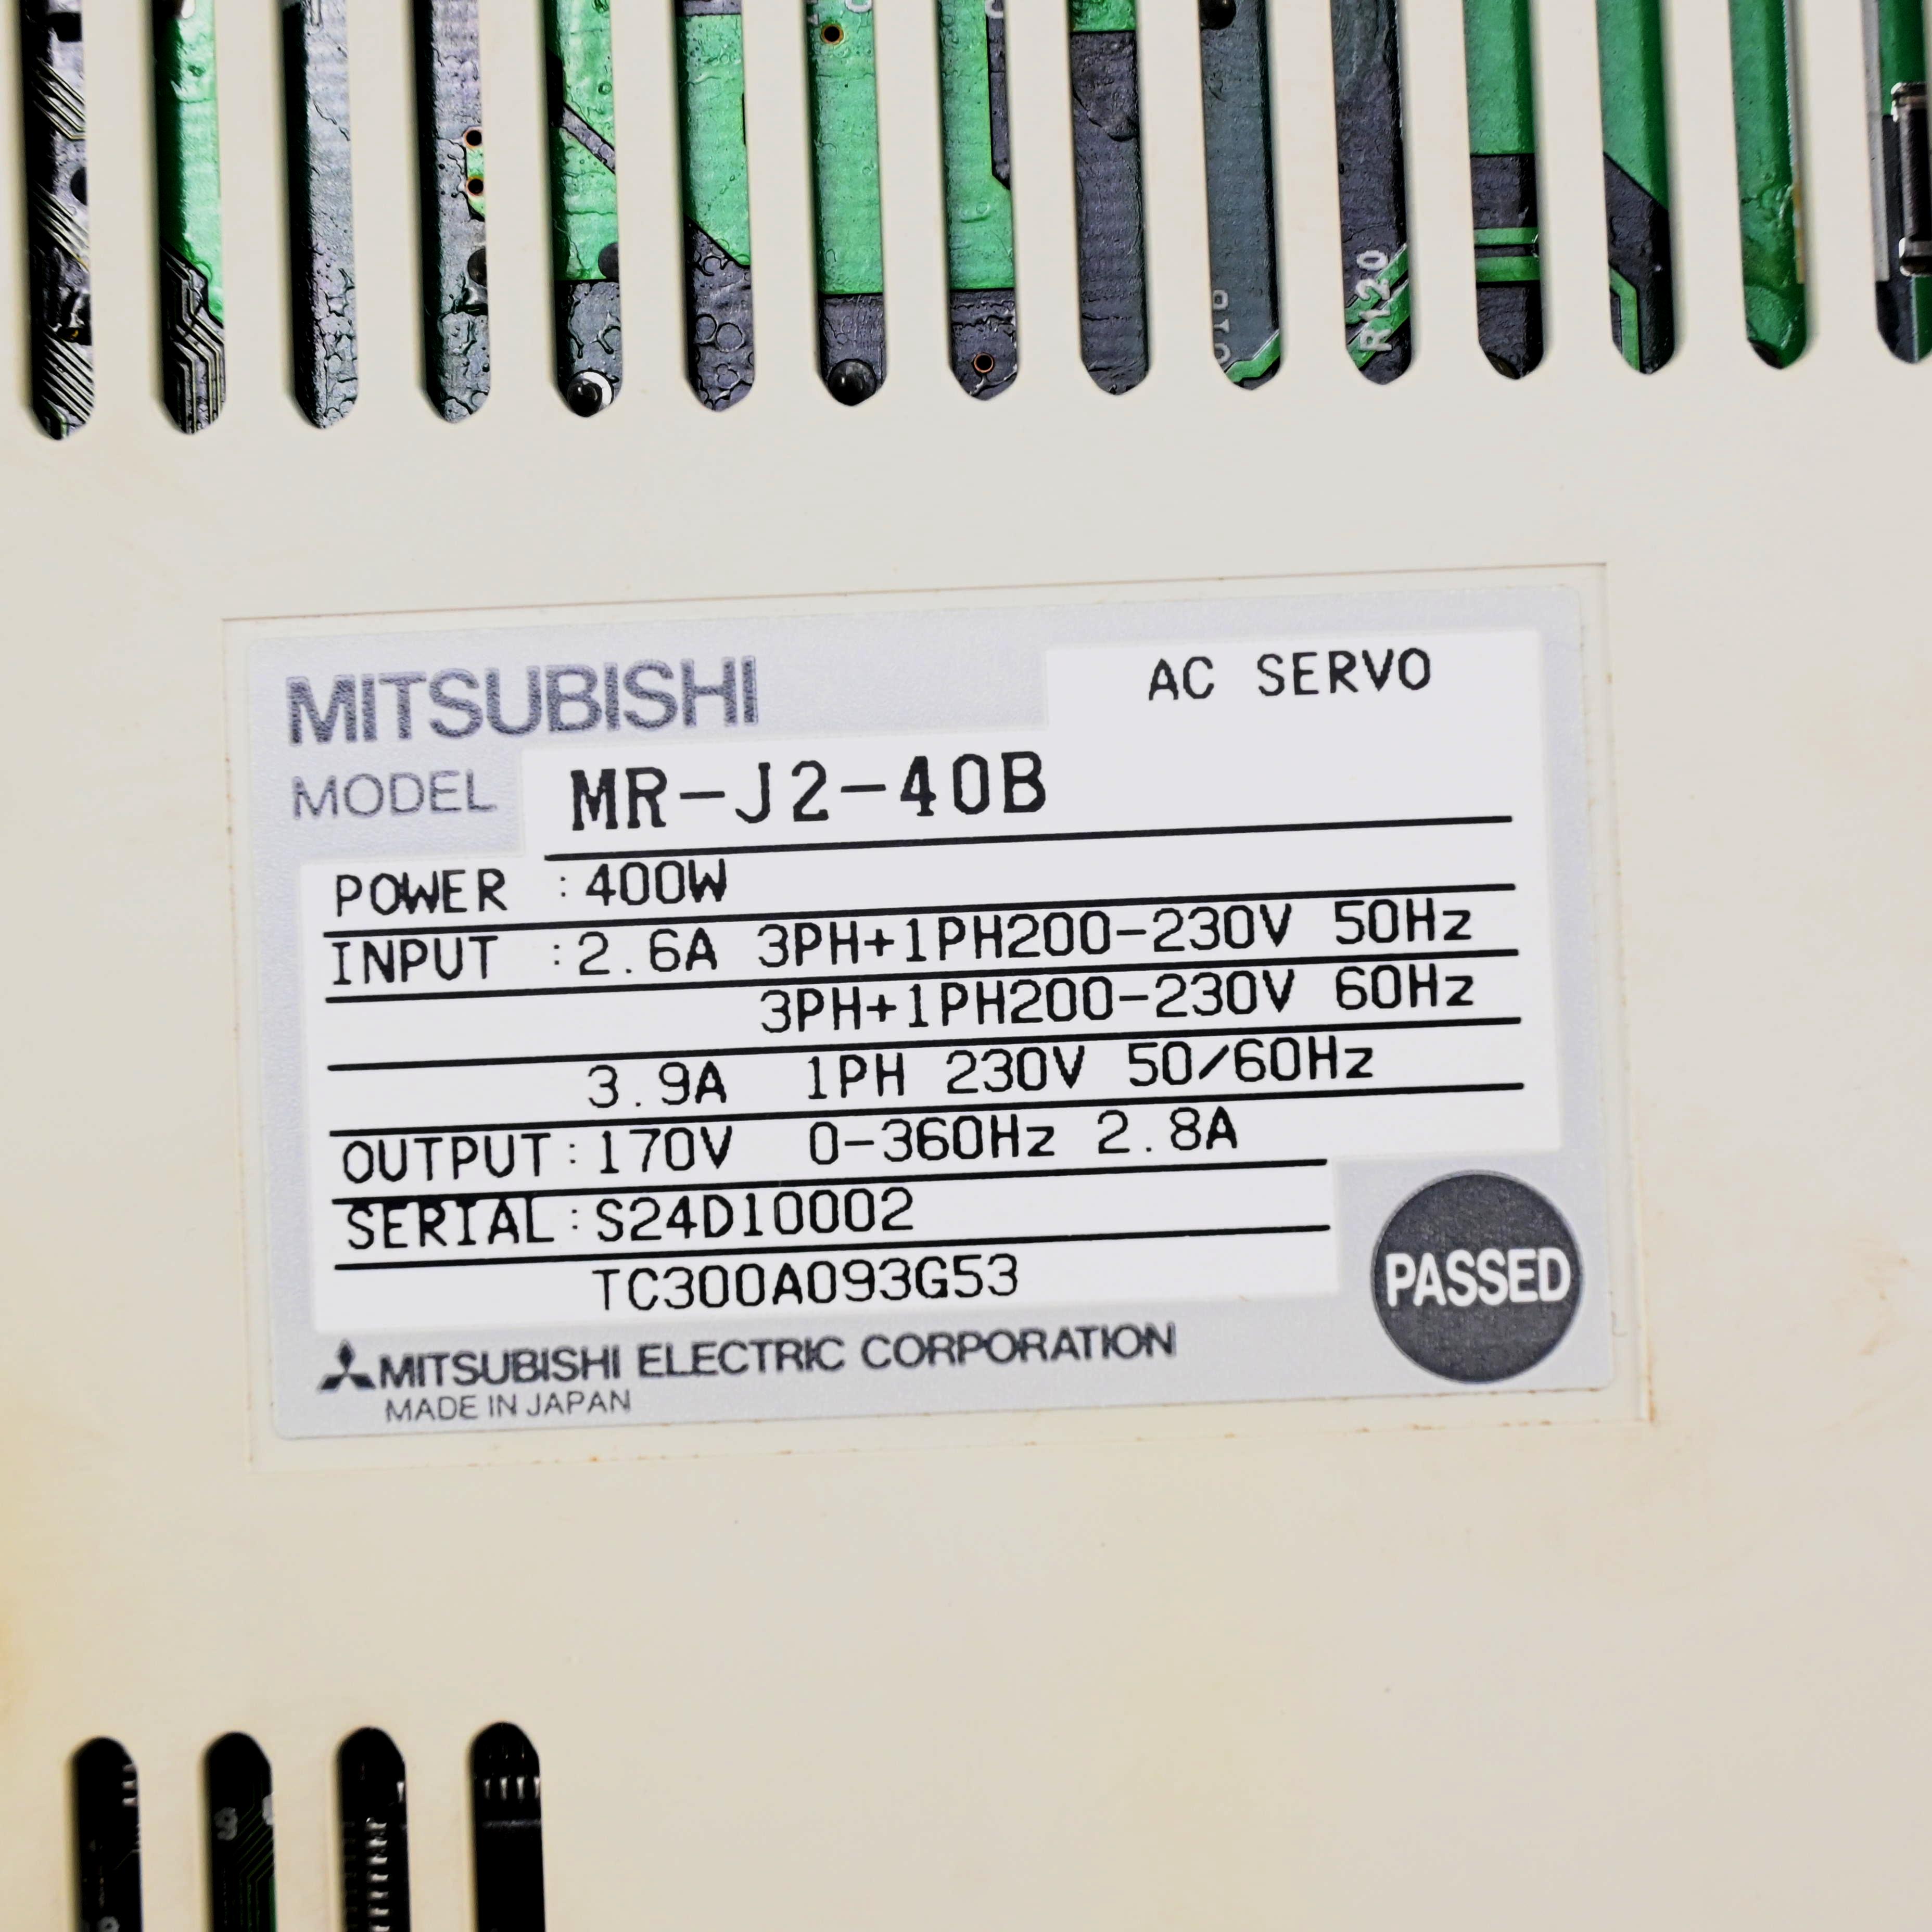 R120
MITSUBISHI
AC SERVO
MODEL MR-J2-40B
POWER :400W
INPUT :2.6A 3PH+1PH200-230V 50Hz
3PH+1PH200-230V 60Hz
3.9A 1PH 230V 50/60Hz
OUTPUT:170V 0-360Hz 2.8A
SERIAL:S24D10002
TC300A093G53
PASSED
MITSUBISHI ELECTRIC CORPORATION
MADE IN JAPAN